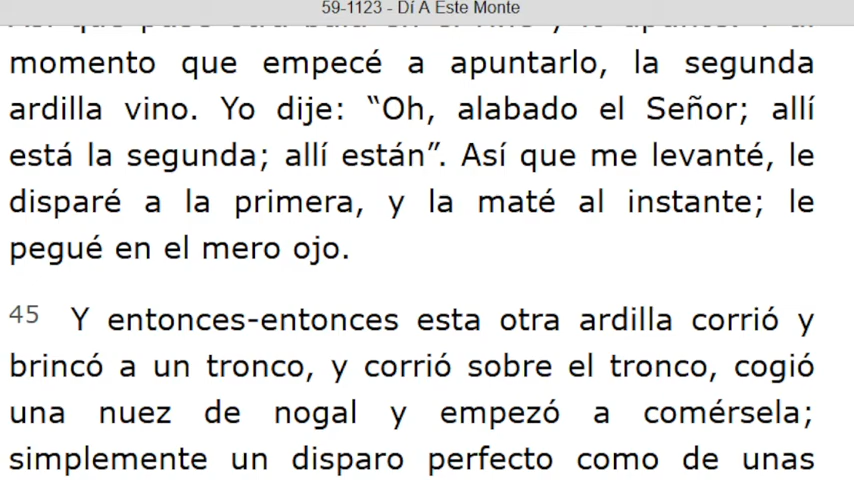 59-1123 - Dí A Este Monte
momento que empecé a apuntarlo, la segunda
ardilla vino. Yo dije: “Oh, alabado el Señor; allí
está la segunda; allí están”. Así que me levanté, le
disparé a la primera, y la maté al instante; le
pegué en el mero ojo.
45 Y entonces-entonces esta otra ardilla corrió y
brincó a un tronco, y corrió sobre el tronco, cogió
una nuez de nogal y empezó a comérsela;
simplemente un disparo perfecto como de unas